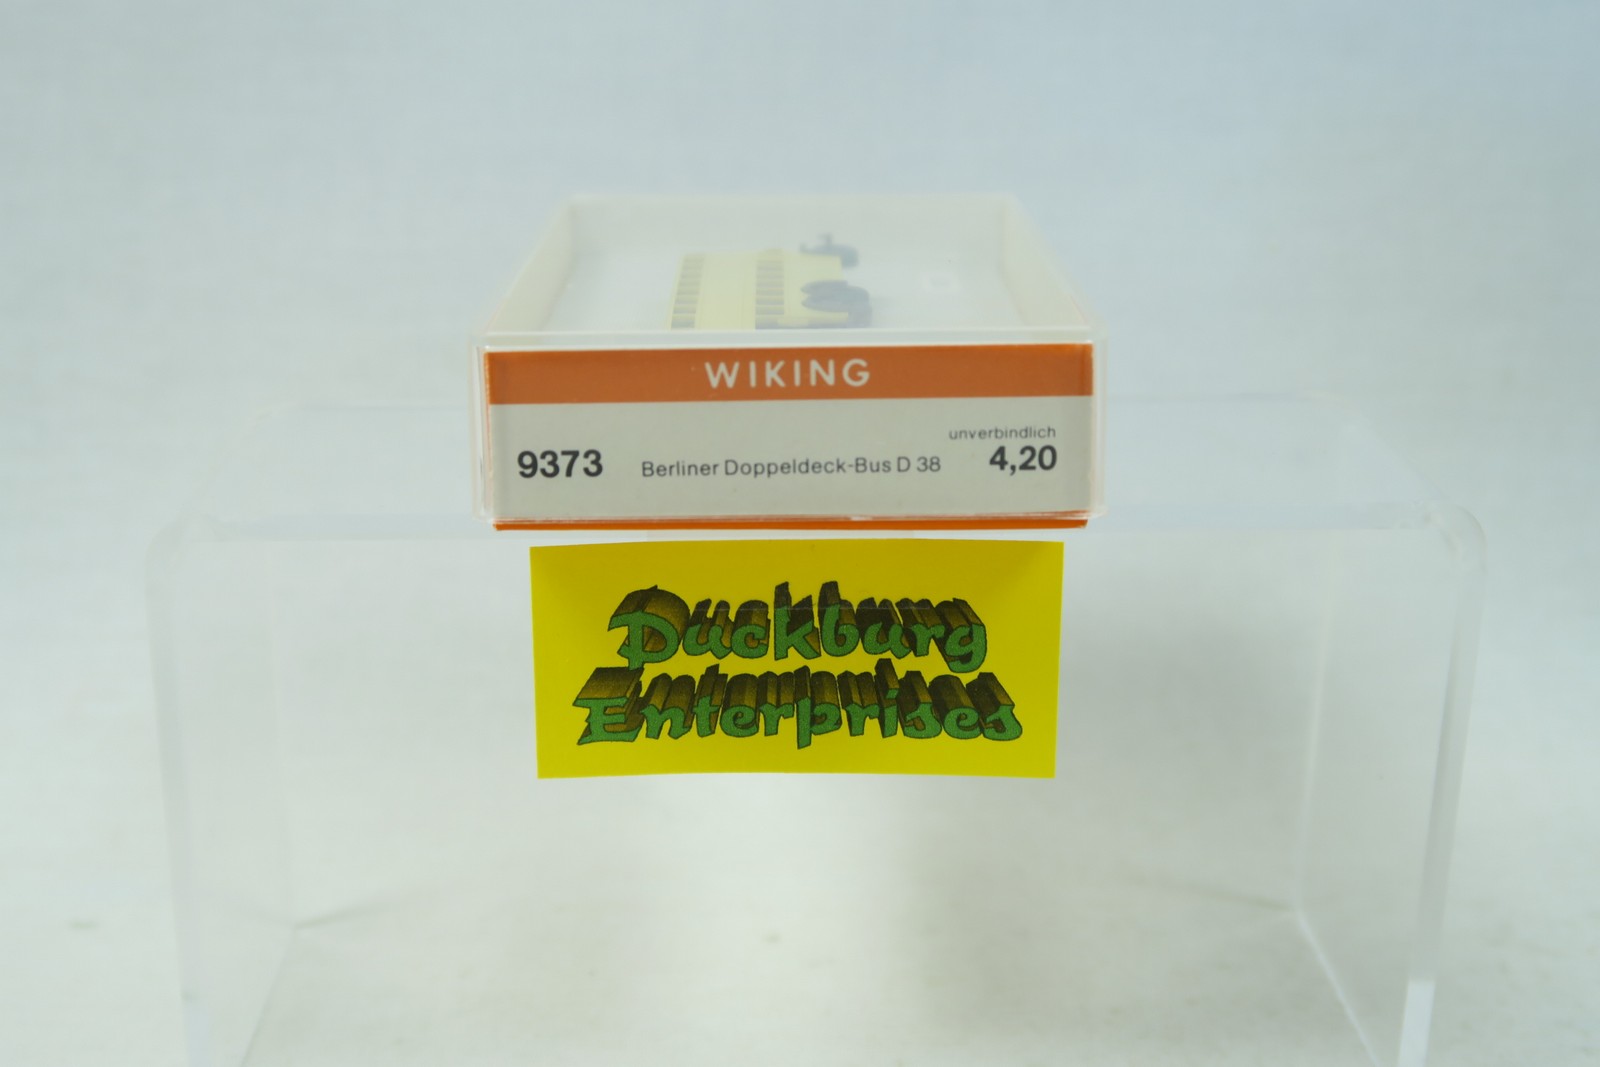 WIKING
unverbindlich
9373 Berliner Doppeldeck-Bus D 38 4,20
Duckburg
Enterprises